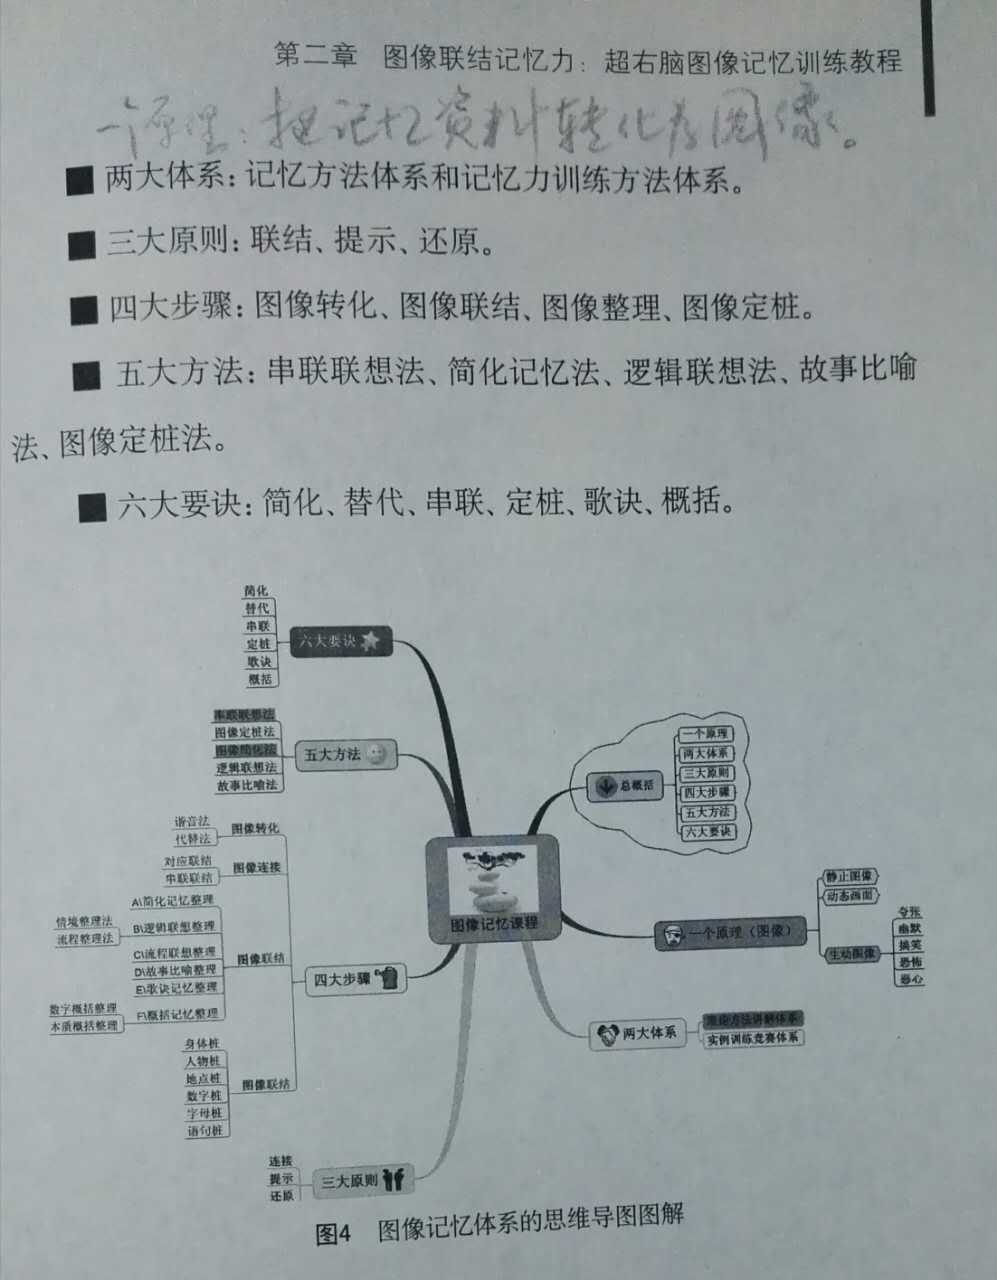 第二章 图像联结记忆力：超右脑图像记忆训练教程
一个原理：把记忆资料转化为图像。
■ 两大体系：记忆方法体系和记忆力训练方法体系。
■ 三大原则：联结、提示、还原。
■ 四大步骤：图像转化、图像联结、图像整理、图像定桩。
■ 五大方法：串联联想法、简化记忆法、逻辑联想法、故事比喻
法、图像定桩法。
■ 六大要诀：简化、替代、串联、定桩、歌诀、概括。
简化
替代
串联
定桩
歌诀
概括
六大要诀
串联联想法
图像定桩法
图像简化法
逻辑联想法
故事比喻法
五大方法
谐音法
代替法
图像转化
对应联结
串联联结
图像连接
A\简化记忆整理
情境整理法
流程整理法
B\逻辑联想整理
C\流程联想整理
D\故事比喻整理
E\歌诀记忆整理
数字概括整理
本质概括整理
F\概括记忆整理
图像联结
身体桩
人物桩
地点桩
数字桩
字母桩
语句桩
图像联结
四大步骤
连接
提示
还原
三大原则
图像记忆课程
总概括
一个原理
两大体系
三大原则
四大步骤
五大方法
六大要诀
一个原理（图像）
静止图像
动态画面
生动图像
夸张
幽默
搞笑
恐怖
恶心
两大体系
理论方法讲解体系
实例训练竞赛体系
图4 图像记忆体系的思维导图图解